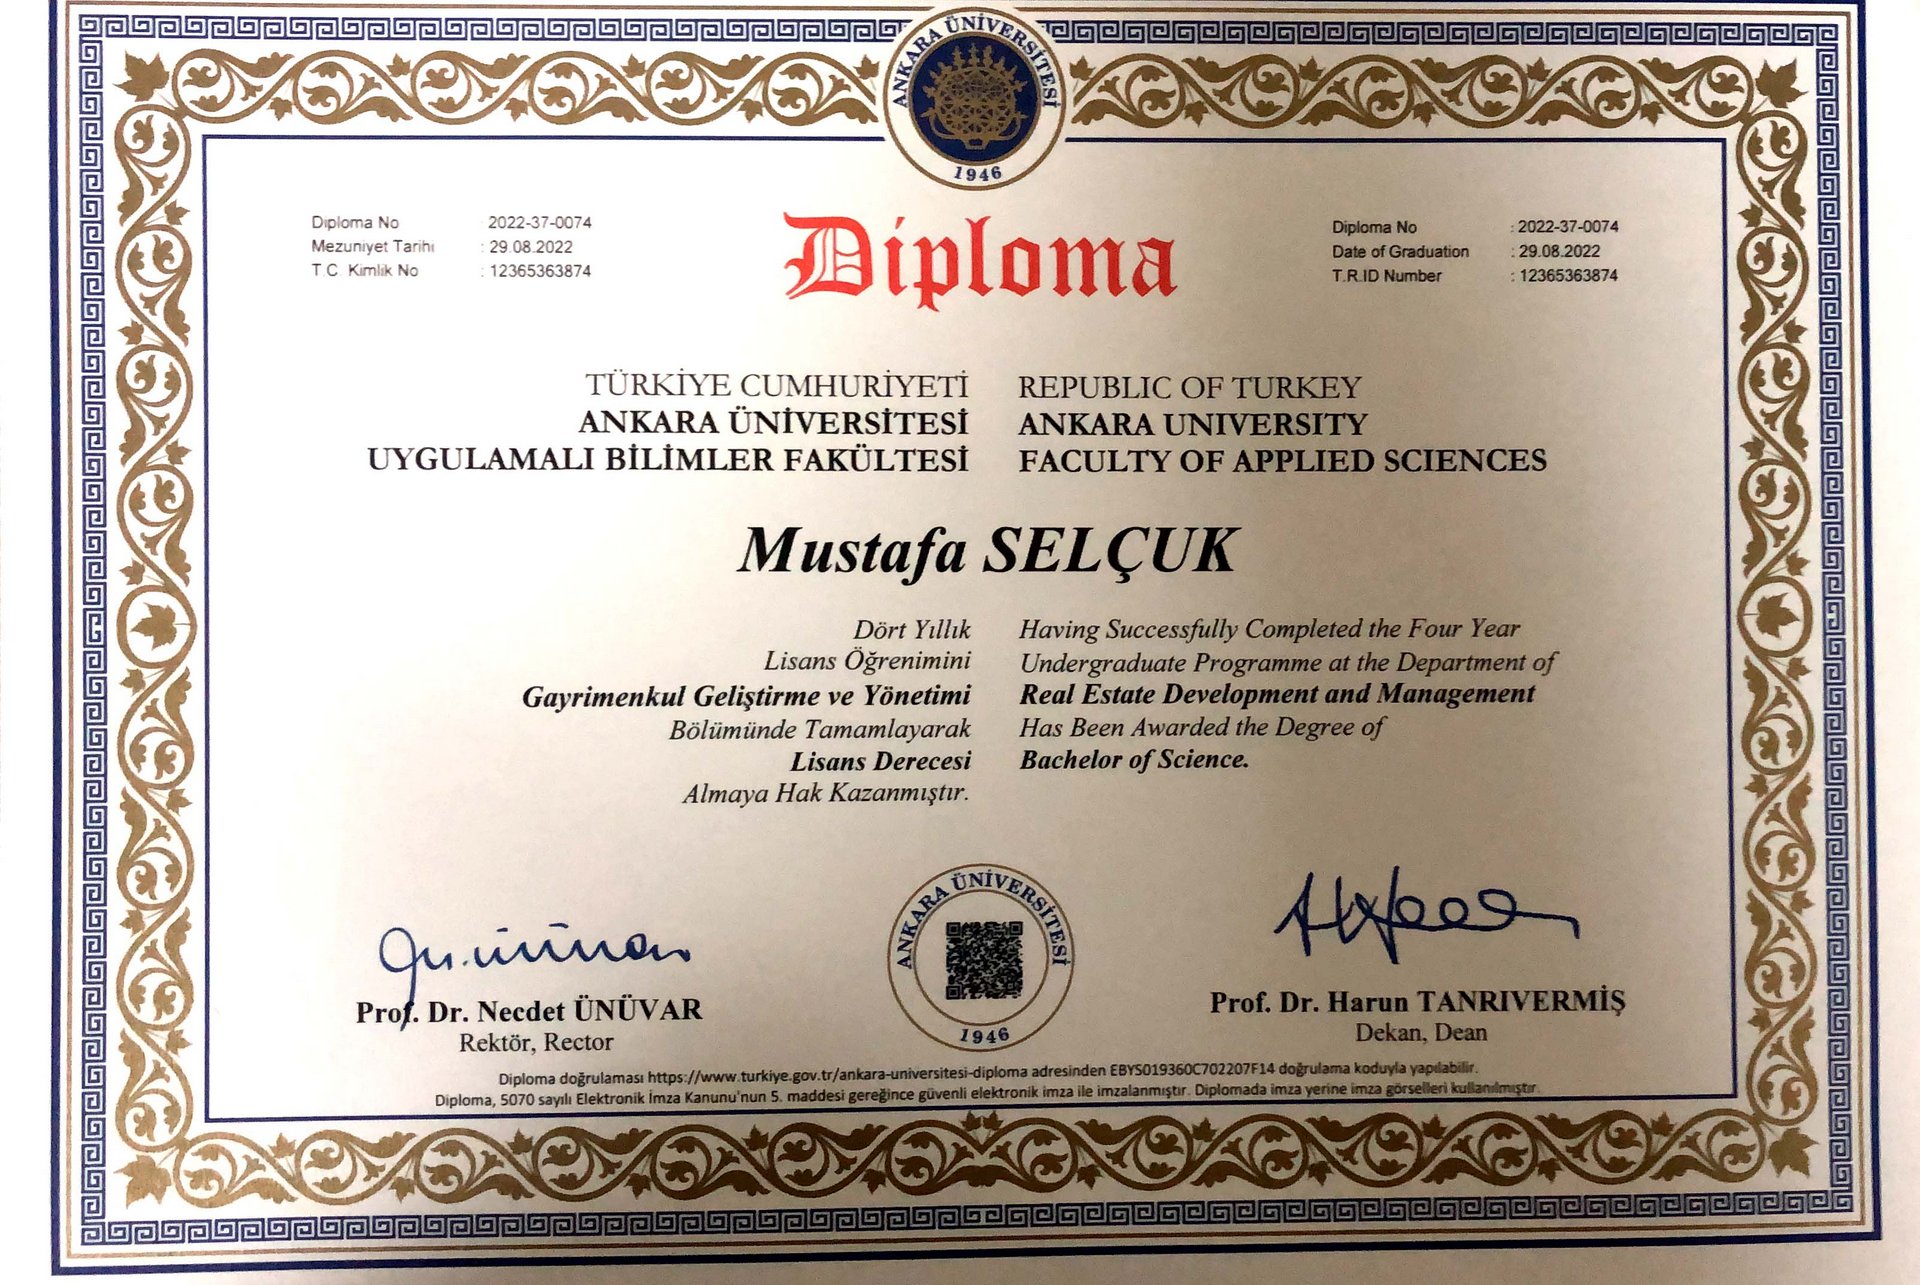 ANKARA ÜNİVERSİTESİ
1946
Diploma
Diploma No : 2022-37-0074
Mezuniyet Tarihi : 29.08.2022
T.C. Kimlik No : 12365363874
Diploma No : 2022-37-0074
Date of Graduation : 29.08.2022
T.R.ID Number : 12365363874
TÜRKİYE CUMHURİYETİ
ANKARA ÜNİVERSİTESİ
UYGULAMALI BİLİMLER FAKÜLTESİ
REPUBLIC OF TURKEY
ANKARA UNIVERSITY
FACULTY OF APPLIED SCIENCES
Mustafa SELÇUK
Dört Yıllık
Lisans Öğrenimini
Gayrimenkul Geliştirme ve Yönetimi
Bölümünde Tamamlayarak
Lisans Derecesi
Almaya Hak Kazanmıştır.
Having Successfully Completed the Four Year
Undergraduate Programme at the Department of
Real Estate Development and Management
Has Been Awarded the Degree of
Bachelor of Science.
Prof. Dr. Necdet ÜNÜVAR
Rektör, Rector
ANKARA ÜNİVERSİTESİ
1946
Prof. Dr. Harun TANRIVERMİŞ
Dekan, Dean
Diploma doğrulaması https://www.turkiye.gov.tr/ankara-universitesi-diploma adresinden EBYS019360C702207F14 doğrulama koduyla yapılabilir.
Diploma, 5070 sayılı Elektronik İmza Kanunu'nun 5. maddesi gereğince güvenli elektronik imza ile imzalanmıştır. Diplomada imza yerine imza görselleri kullanılmıştır.